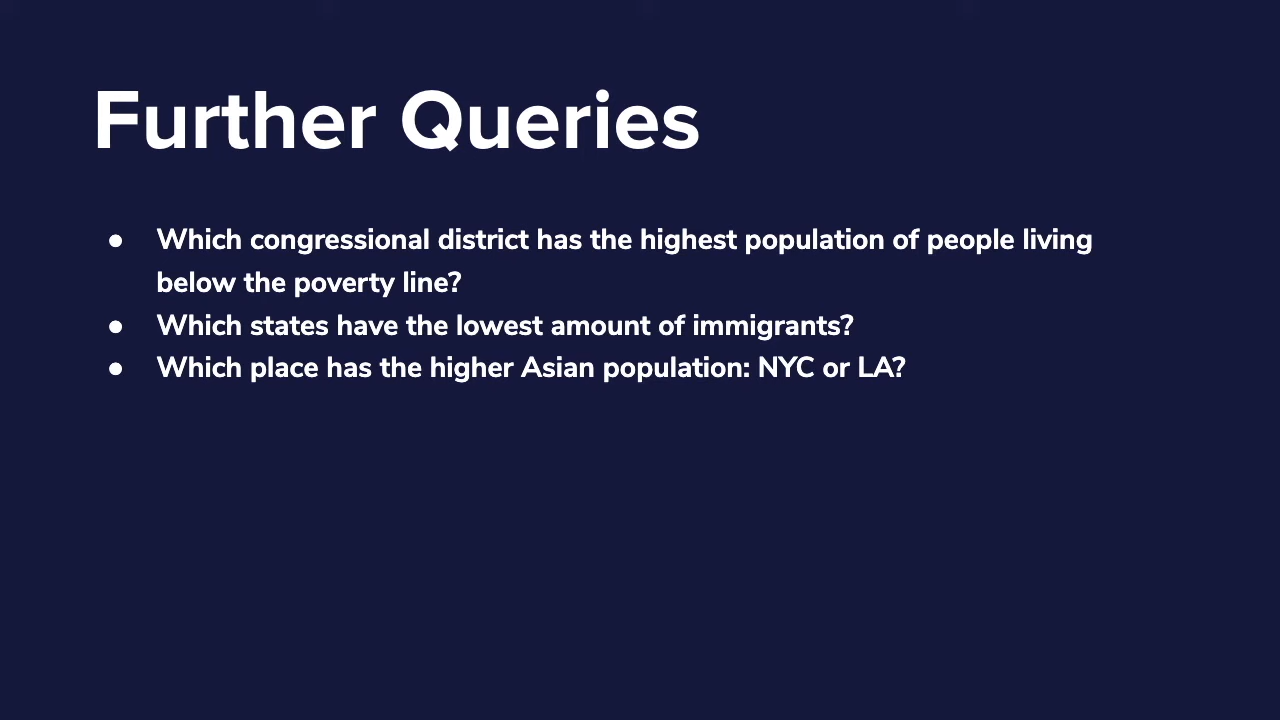 Further Queries
● Which congressional district has the highest population of people living
below the poverty line?
● Which states have the lowest amount of immigrants?
● Which place has the higher Asian population: NYC or LA?